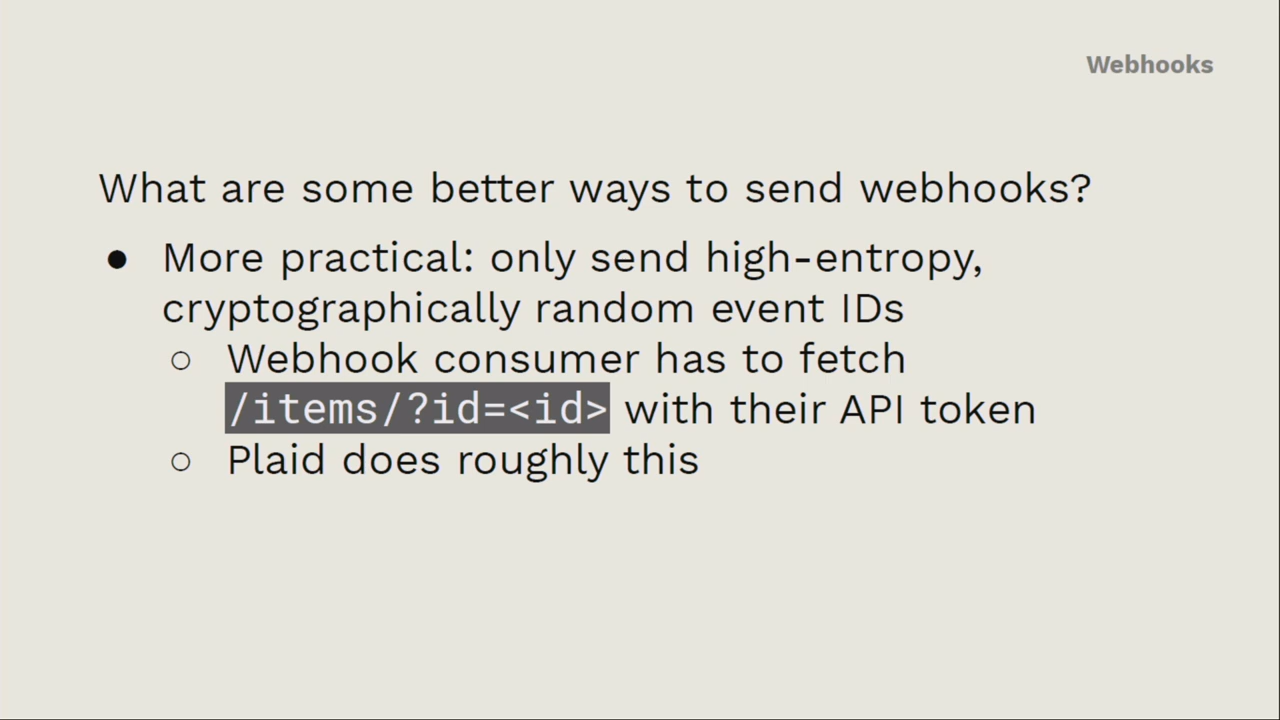 Webhooks
What are some better ways to send webhooks?
● More practical: only send high-entropy,
cryptographically random event IDs
○ Webhook consumer has to fetch
/items/?id=<id> with their API token
○ Plaid does roughly this